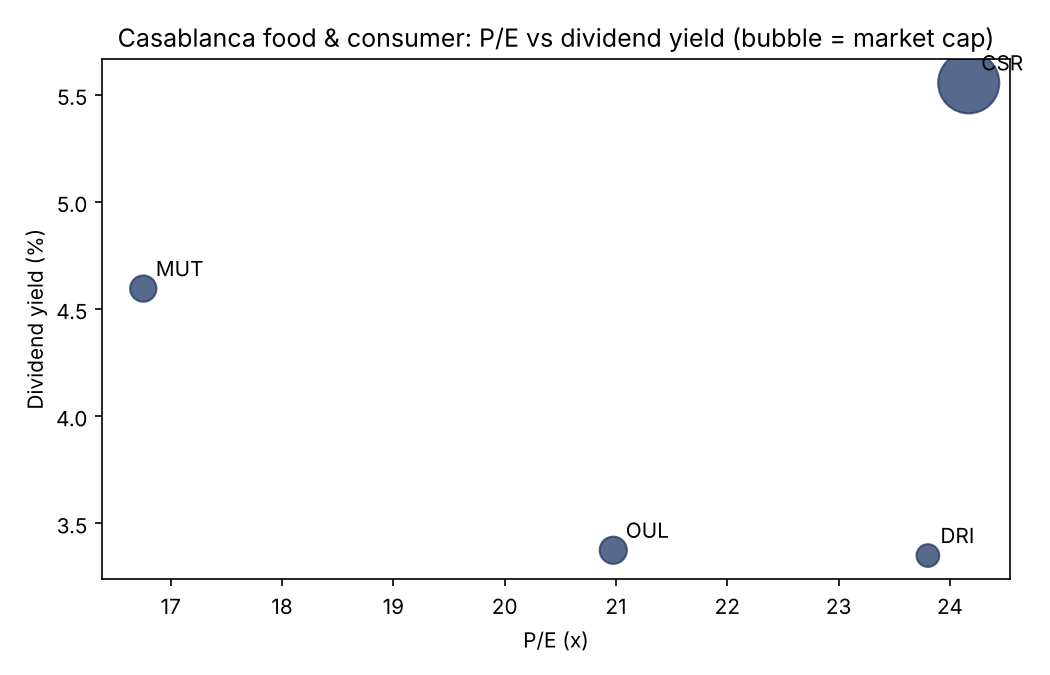 Casablanca food & consumer: P/E vs dividend yield (bubble = market cap)
CSR
5.5
5.0
MUT
4.5
Dividend yield (%)
4.0
3.5
OUL
DRI
17 18 19 20 21 22 23 24
P/E (x)